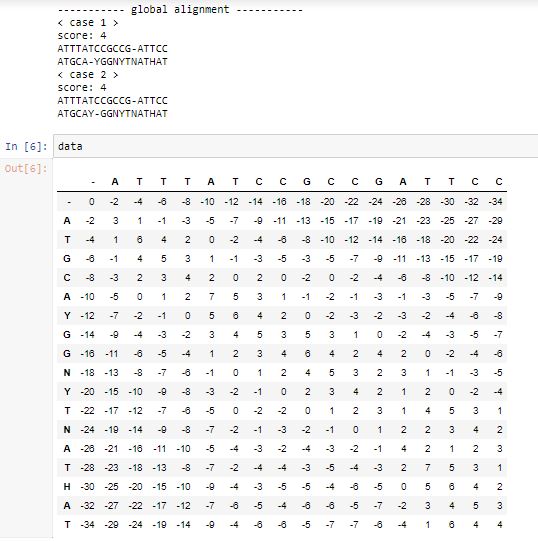 ----------- global alignment -----------
< case 1 >
score: 4
ATTTATCCGCCG-ATTCC
ATGCA-YGGNYTNATHAT
< case 2 >
score: 4
ATTTATCCGCCG-ATTCC
ATGCAY-GGNYTNATHAT
In [6]: data
Out[6]:
- A T T T A T C C G C C G A T T C C
- 0 -2 -4 -6 -8 -10 -12 -14 -16 -18 -20 -22 -24 -26 -28 -30 -32 -34
A -2 3 1 -1 -3 -5 -7 -9 -11 -13 -15 -17 -19 -21 -23 -25 -27 -29
T -4 1 6 4 2 0 -2 -4 -6 -8 -10 -12 -14 -16 -18 -20 -22 -24
G -6 -1 4 5 3 1 -1 -3 -5 -3 -5 -7 -9 -11 -13 -15 -17 -19
C -8 -3 2 3 4 2 0 2 0 -2 0 -2 -4 -6 -8 -10 -12 -14
A -10 -5 0 1 2 7 5 3 1 -1 -2 -1 -3 -1 -3 -5 -7 -9
Y -12 -7 -2 -1 0 5 6 4 2 0 -2 -3 -2 -3 -2 -4 -6 -8
G -14 -9 -4 -3 -2 3 4 5 3 5 3 1 0 -2 -4 -3 -5 -7
G -16 -11 -6 -5 -4 1 2 3 4 6 4 2 4 2 0 -2 -4 -6
N -18 -13 -8 -7 -6 -1 0 1 2 4 5 3 2 3 1 -1 -3 -5
Y -20 -15 -10 -9 -8 -3 -2 -1 0 2 3 4 2 1 2 0 -2 -4
T -22 -17 -12 -7 -6 -5 0 -2 -2 0 1 2 3 1 4 5 3 1
N -24 -19 -14 -9 -8 -7 -2 -1 -3 -2 -1 0 1 2 2 3 4 2
A -26 -21 -16 -11 -10 -5 -4 -3 -2 -4 -3 -2 -1 4 2 1 2 3
T -28 -23 -18 -13 -8 -7 -2 -4 -4 -3 -5 -4 -3 2 7 5 3 1
H -30 -25 -20 -15 -10 -9 -4 -3 -5 -5 -4 -6 -5 0 5 6 4 2
A -32 -27 -22 -17 -12 -7 -6 -5 -4 -6 -6 -5 -7 -2 3 4 5 3
T -34 -29 -24 -19 -14 -9 -4 -6 -6 -5 -7 -7 -6 -4 1 6 4 4